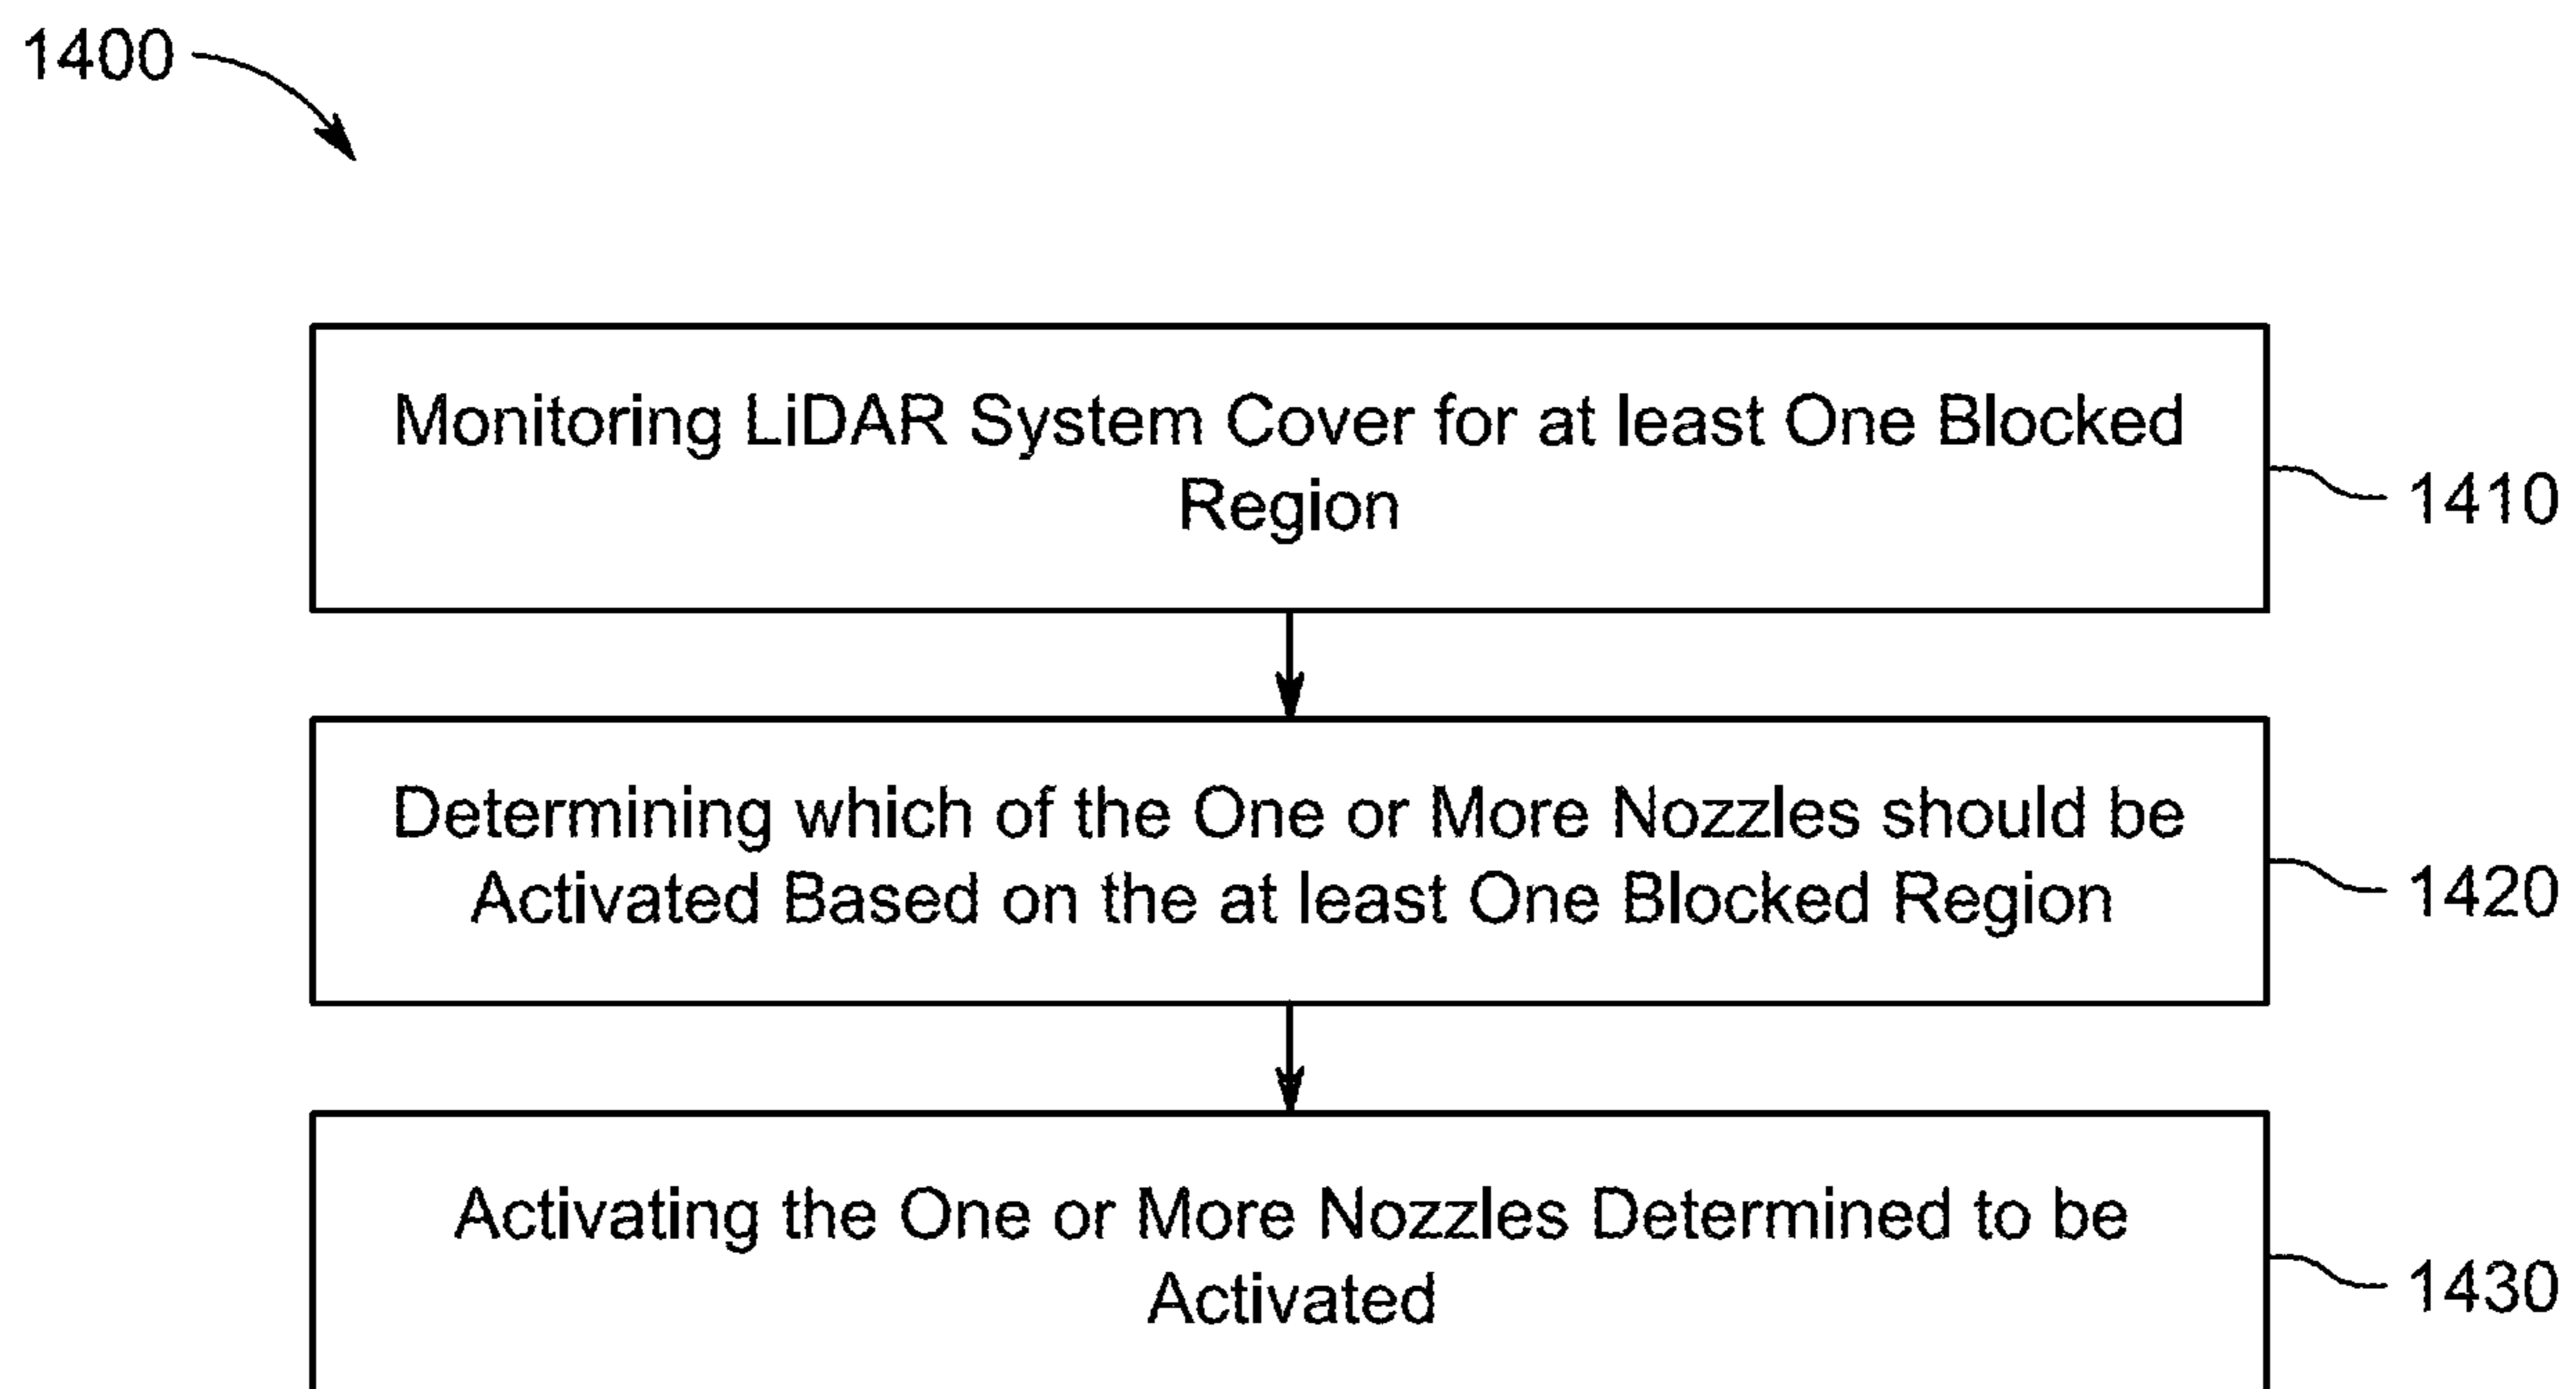 1400
Monitoring LiDAR System Cover for at least One Blocked
Region
1410
Determining which of the One or More Nozzles should be
Activated Based on the at least One Blocked Region
1420
Activating the One or More Nozzles Determined to be
Activated
1430